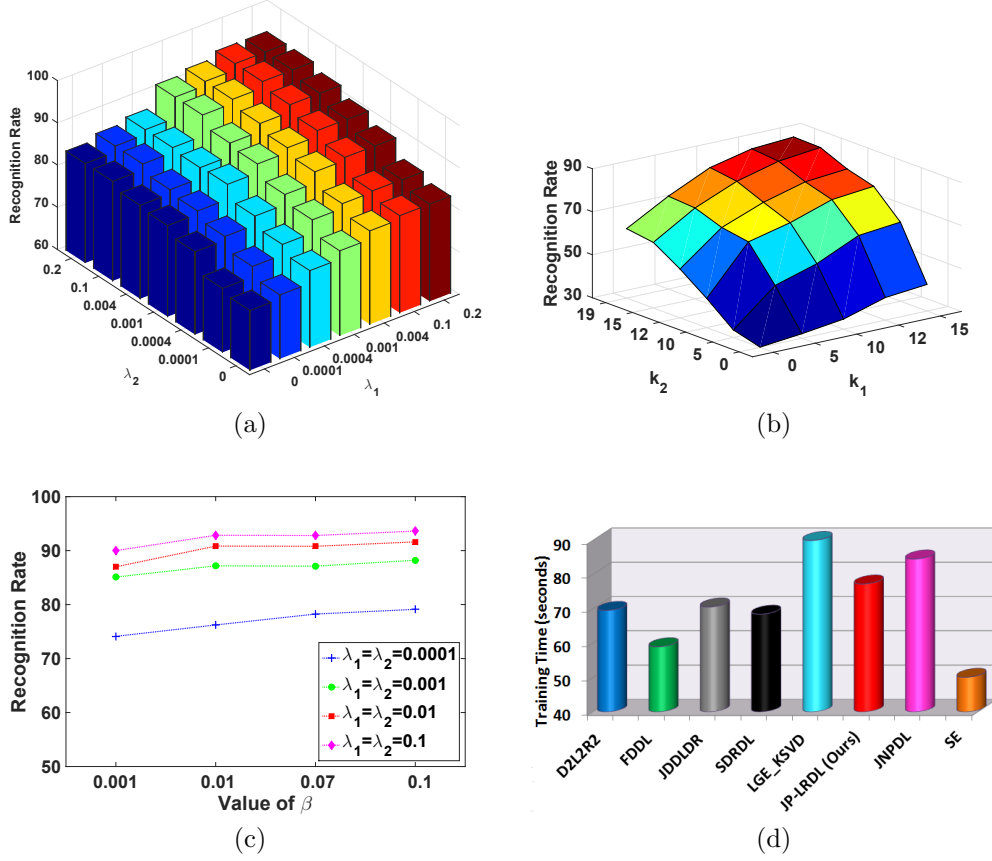 100
90
80
70
60
Recognition Rate
0.2
0.1
0.004
0.001
0.0004
0.0001
0
λ2
0
0.0001
0.0004
0.001
0.004
0.1
0.2
λ1
(a)
90
70
50
30
Recognition Rate
19
15
12
10
5
0
k2
0
5
10
12
15
k1
(b)
100
90
80
70
60
50
Recognition Rate
0.001
0.01
0.07
0.1
Value of β
λ1=λ2=0.0001
λ1=λ2=0.001
λ1=λ2=0.01
λ1=λ2=0.1
(c)
90
80
70
60
50
40
Training Time (seconds)
D2L2R2
FDDL
JDDLDR
SDRDL
LGE_KSVD
JP-LRDL (Ours)
JNPDL
SE
(d)